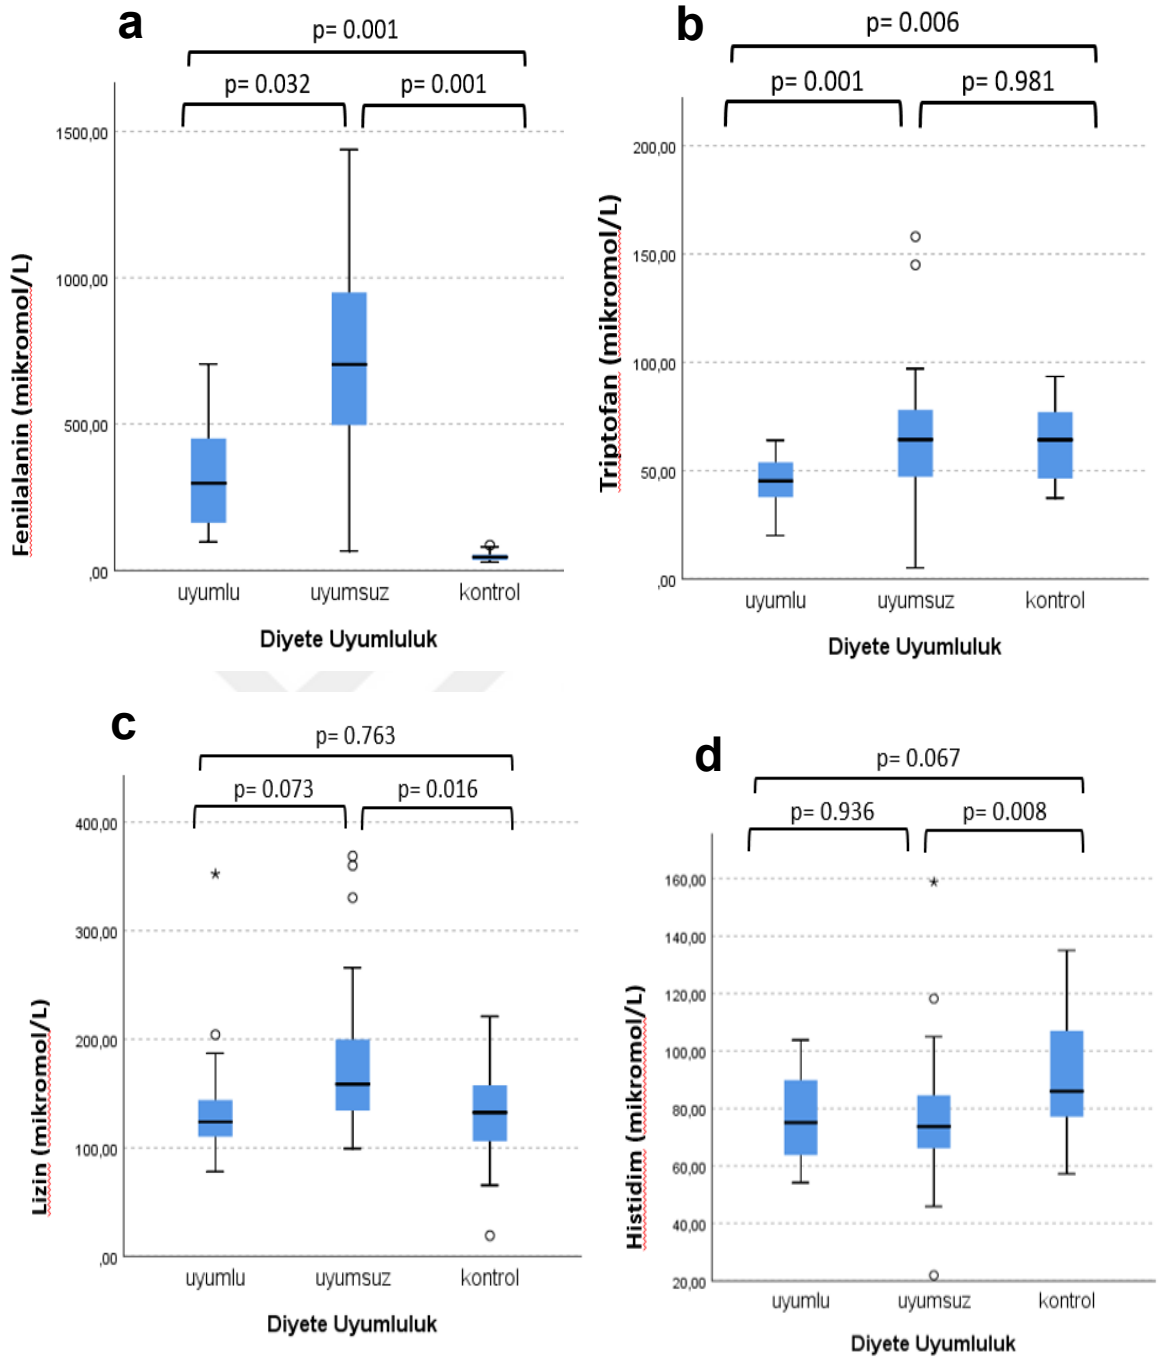 a
p= 0.001
p= 0.032
p= 0.001
1500,00
1000,00
500,00
,00
Fenilalanin (mikromol/L)
uyumlu
uyumsuz
kontrol
Diyete Uyumluluk
b
p= 0.006
p= 0.001
p= 0.981
200,00
150,00
100,00
50,00
,00
Triptofan (mikromol/L)
uyumlu
uyumsuz
kontrol
Diyete Uyumluluk
c
p= 0.763
p= 0.073
p= 0.016
400,00
300,00
200,00
100,00
,00
Lizin (mikromol/L)
uyumlu
uyumsuz
kontrol
Diyete Uyumluluk
d
p= 0.067
p= 0.936
p= 0.008
160,00
140,00
120,00
100,00
80,00
60,00
40,00
20,00
Histidim (mikromol/L)
uyumlu
uyumsuz
kontrol
Diyete Uyumluluk